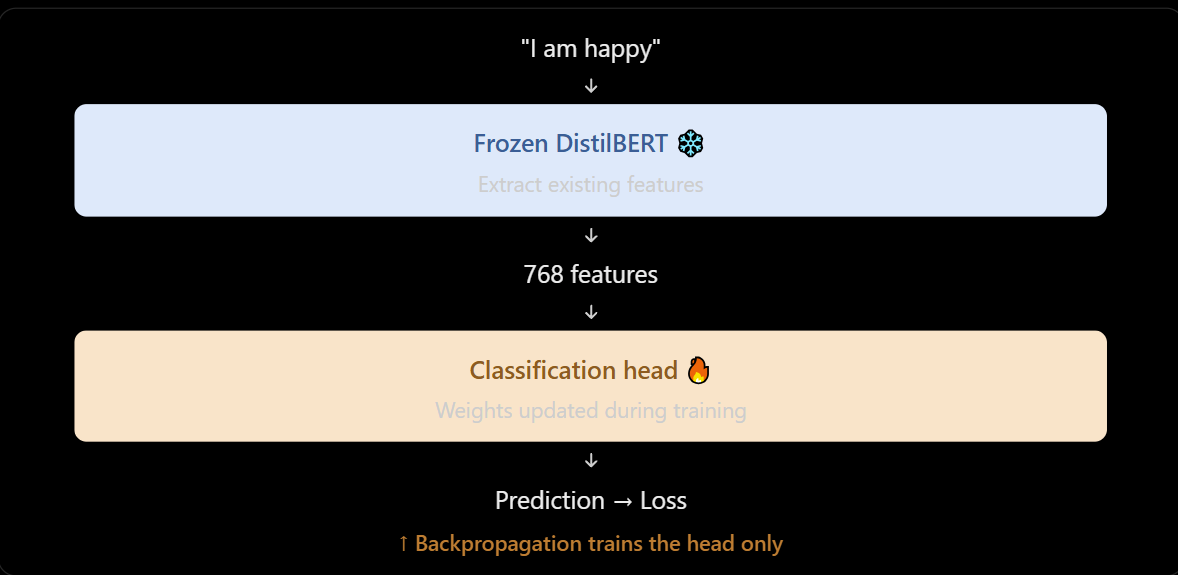 "I am happy"
↓
Frozen DistilBERT ❄️
Extract existing features
↓
768 features
↓
Classification head 🔥
Weights updated during training
↓
Prediction → Loss
↑ Backpropagation trains the head only